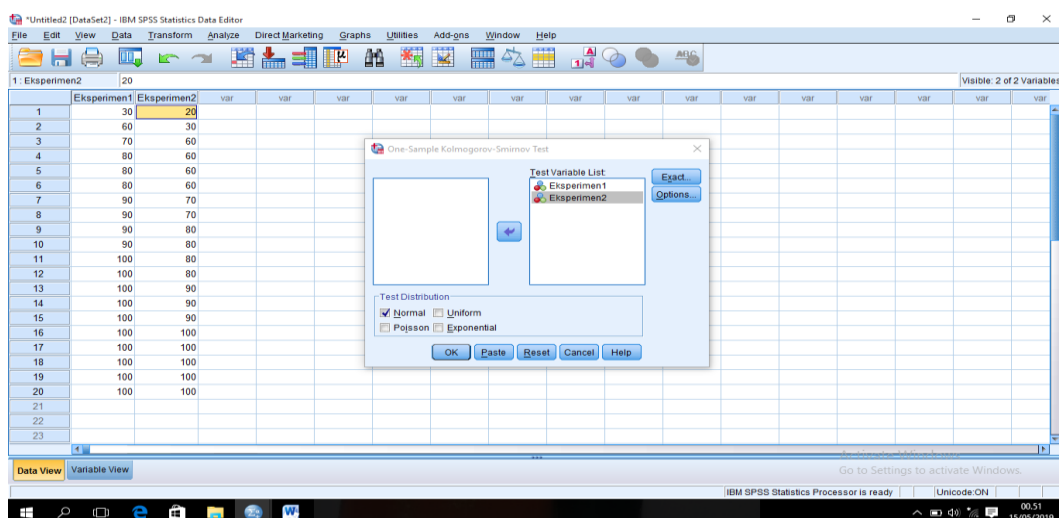 *Untitled2 [DataSet2] - IBM SPSS Statistics Data Editor
File Edit View Data Transform Analyze Direct Marketing Graphs Utilities Add-ons Window Help
1 : Eksperimen2 20 Visible: 2 of 2 Variables
Eksperimen1 Eksperimen2 var var var var var var var var var var var var var var var
1 30 20
2 60 30
3 70 60
4 80 60
5 80 60
6 80 60
7 90 70
8 90 70
9 90 80
10 90 80
11 100 80
12 100 80
13 100 90
14 100 90
15 100 90
16 100 100
17 100 100
18 100 100
19 100 100
20 100 100
21
22
23
One-Sample Kolmogorov-Smirnov Test
Test Variable List:
Eksperimen1
Eksperimen2
Exact...
Options...
Test Distribution
Normal Uniform
Poisson Exponential
OK Paste Reset Cancel Help
Data View Variable View
Go to Settings to activate Windows.
IBM SPSS Statistics Processor is ready Unicode:ON
00.51
15/05/2019